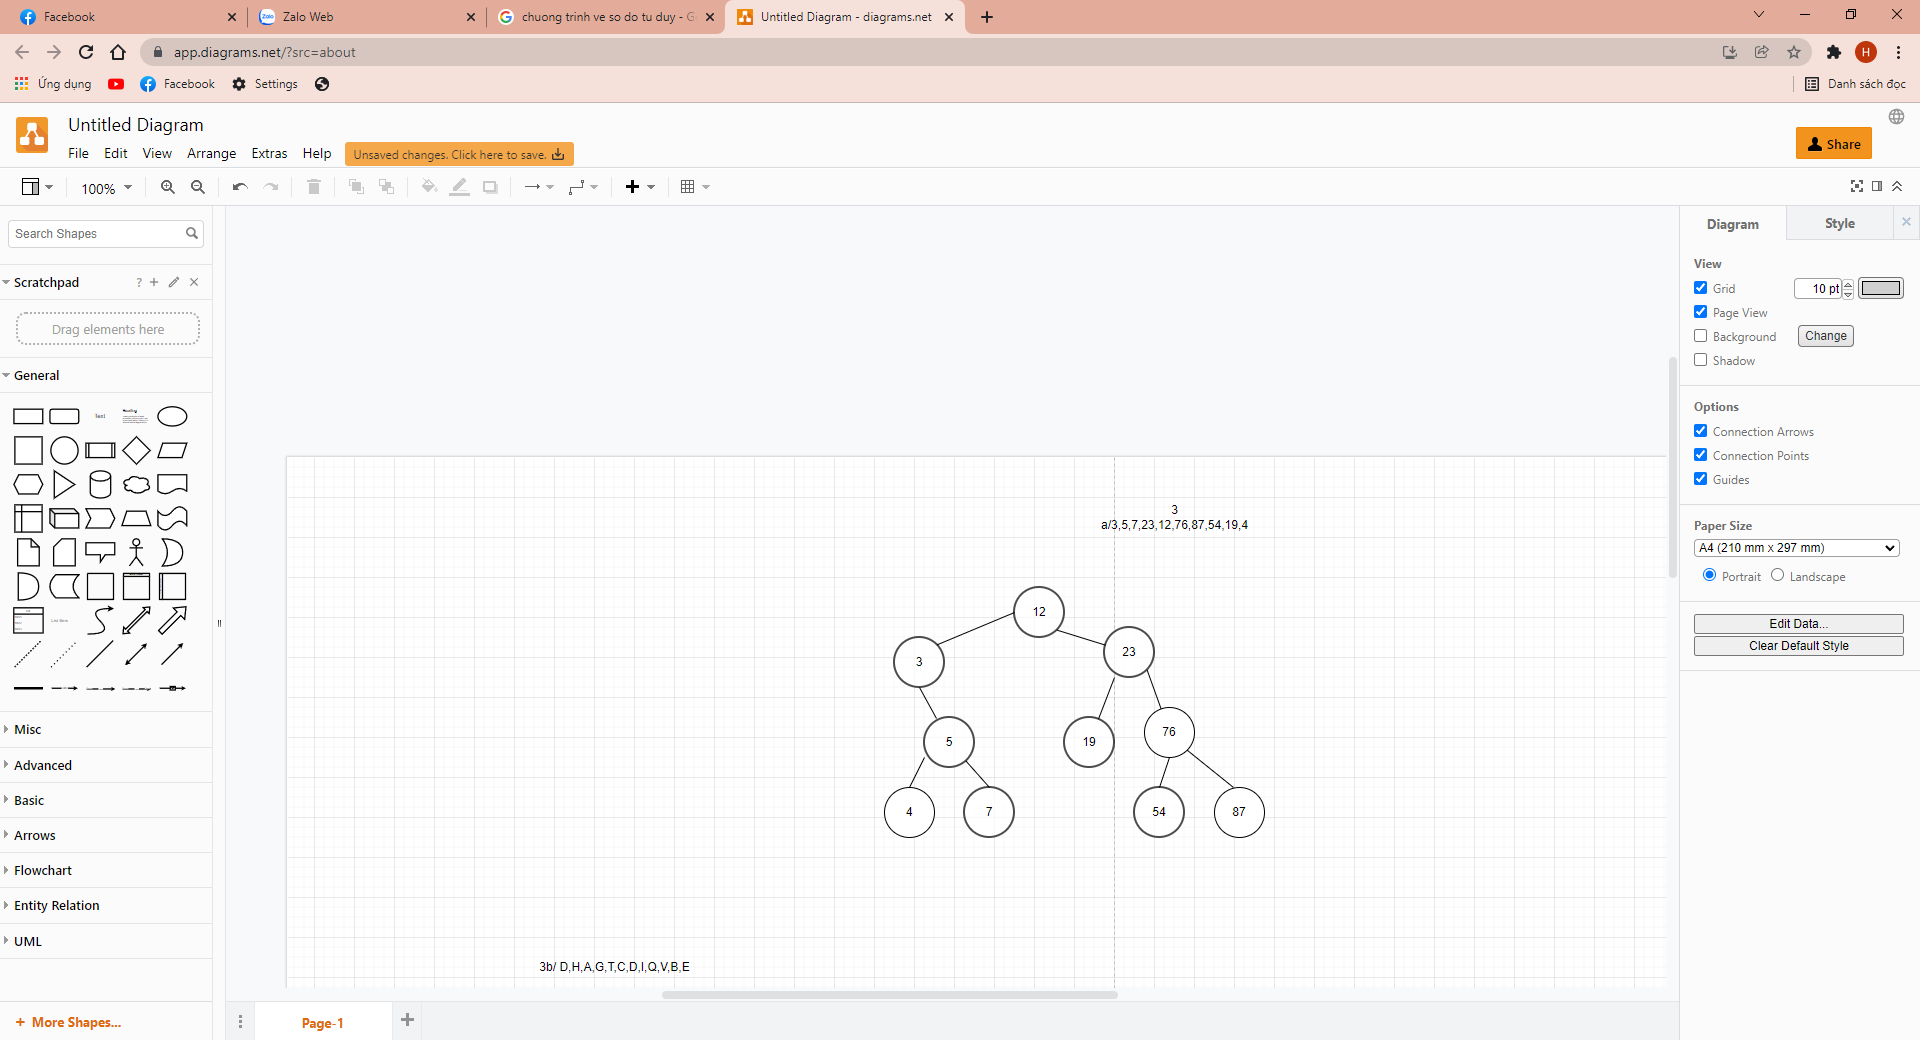 Facebook
Zalo Web
chuong trinh ve so do tu duy - G
Untitled Diagram - diagrams.net
app.diagrams.net/?src=about
H
Ứng dụng
Facebook
Settings
Danh sách đọc
Untitled Diagram
File Edit View Arrange Extras Help
Unsaved changes. Click here to save.
Share
100%
Search Shapes
Scratchpad
?
Drag elements here
General
Text
Heading
Misc
Advanced
Basic
Arrows
Flowchart
Entity Relation
UML
+ More Shapes...
3
a/3,5,7,23,12,76,87,54,19,4
12
3
23
5
19
76
4
7
54
87
3b/ D,H,A,G,T,C,D,I,Q,V,B,E
Page-1
Diagram
Style
View
Grid
10 pt
Page View
Background
Change
Shadow
Options
Connection Arrows
Connection Points
Guides
Paper Size
A4 (210 mm x 297 mm)
Portrait
Landscape
Edit Data...
Clear Default Style